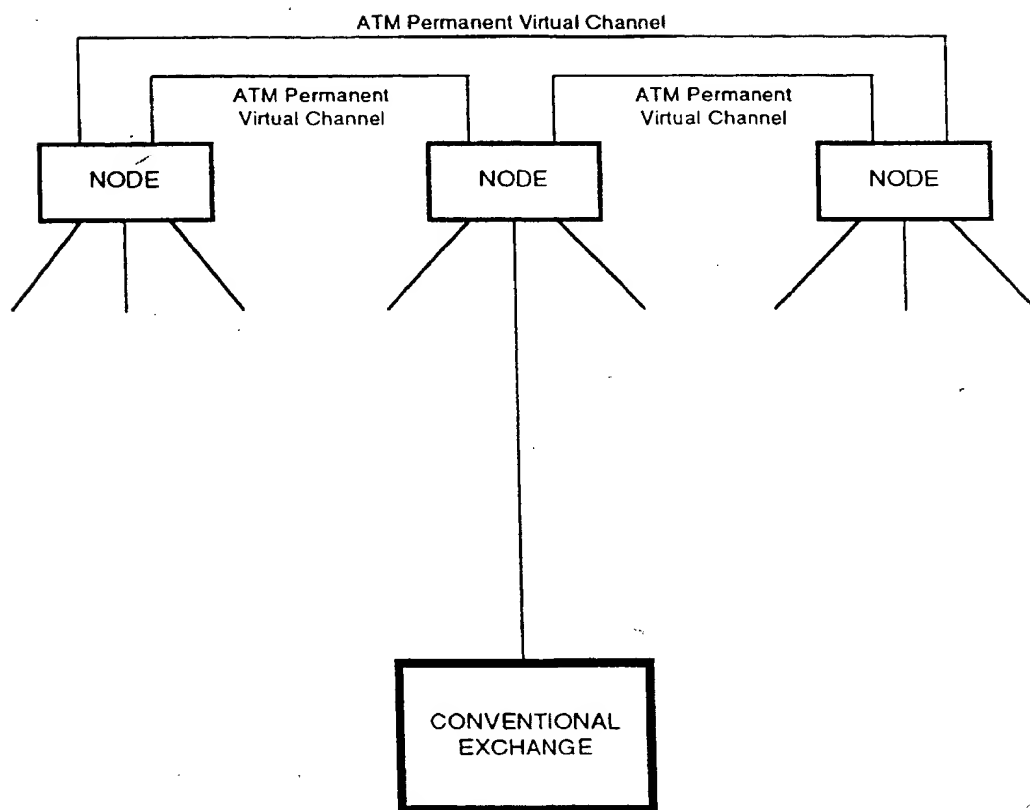 ATM Permanent Virtual Channel
ATM Permanent
Virtual Channel
ATM Permanent
Virtual Channel
NODE
NODE
NODE
CONVENTIONAL
EXCHANGE